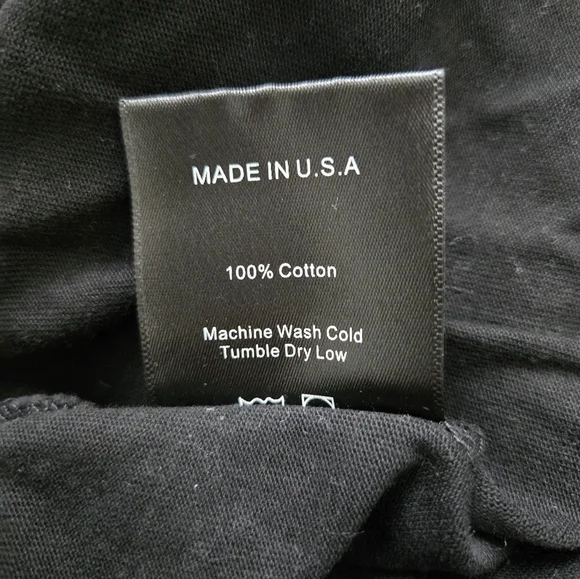 MADE IN U.S.A
100% Cotton
Machine Wash Cold
Tumble Dry Low